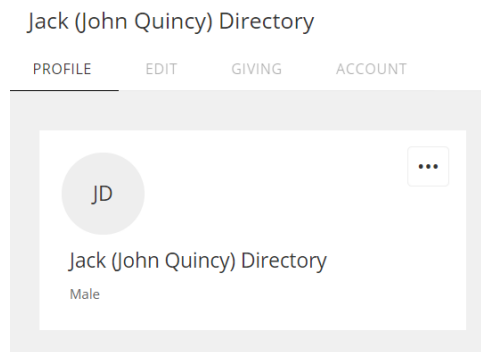 Jack (John Quincy) Directory
PROFILE EDIT GIVING ACCOUNT
JD
Jack (John Quincy) Directory
Male